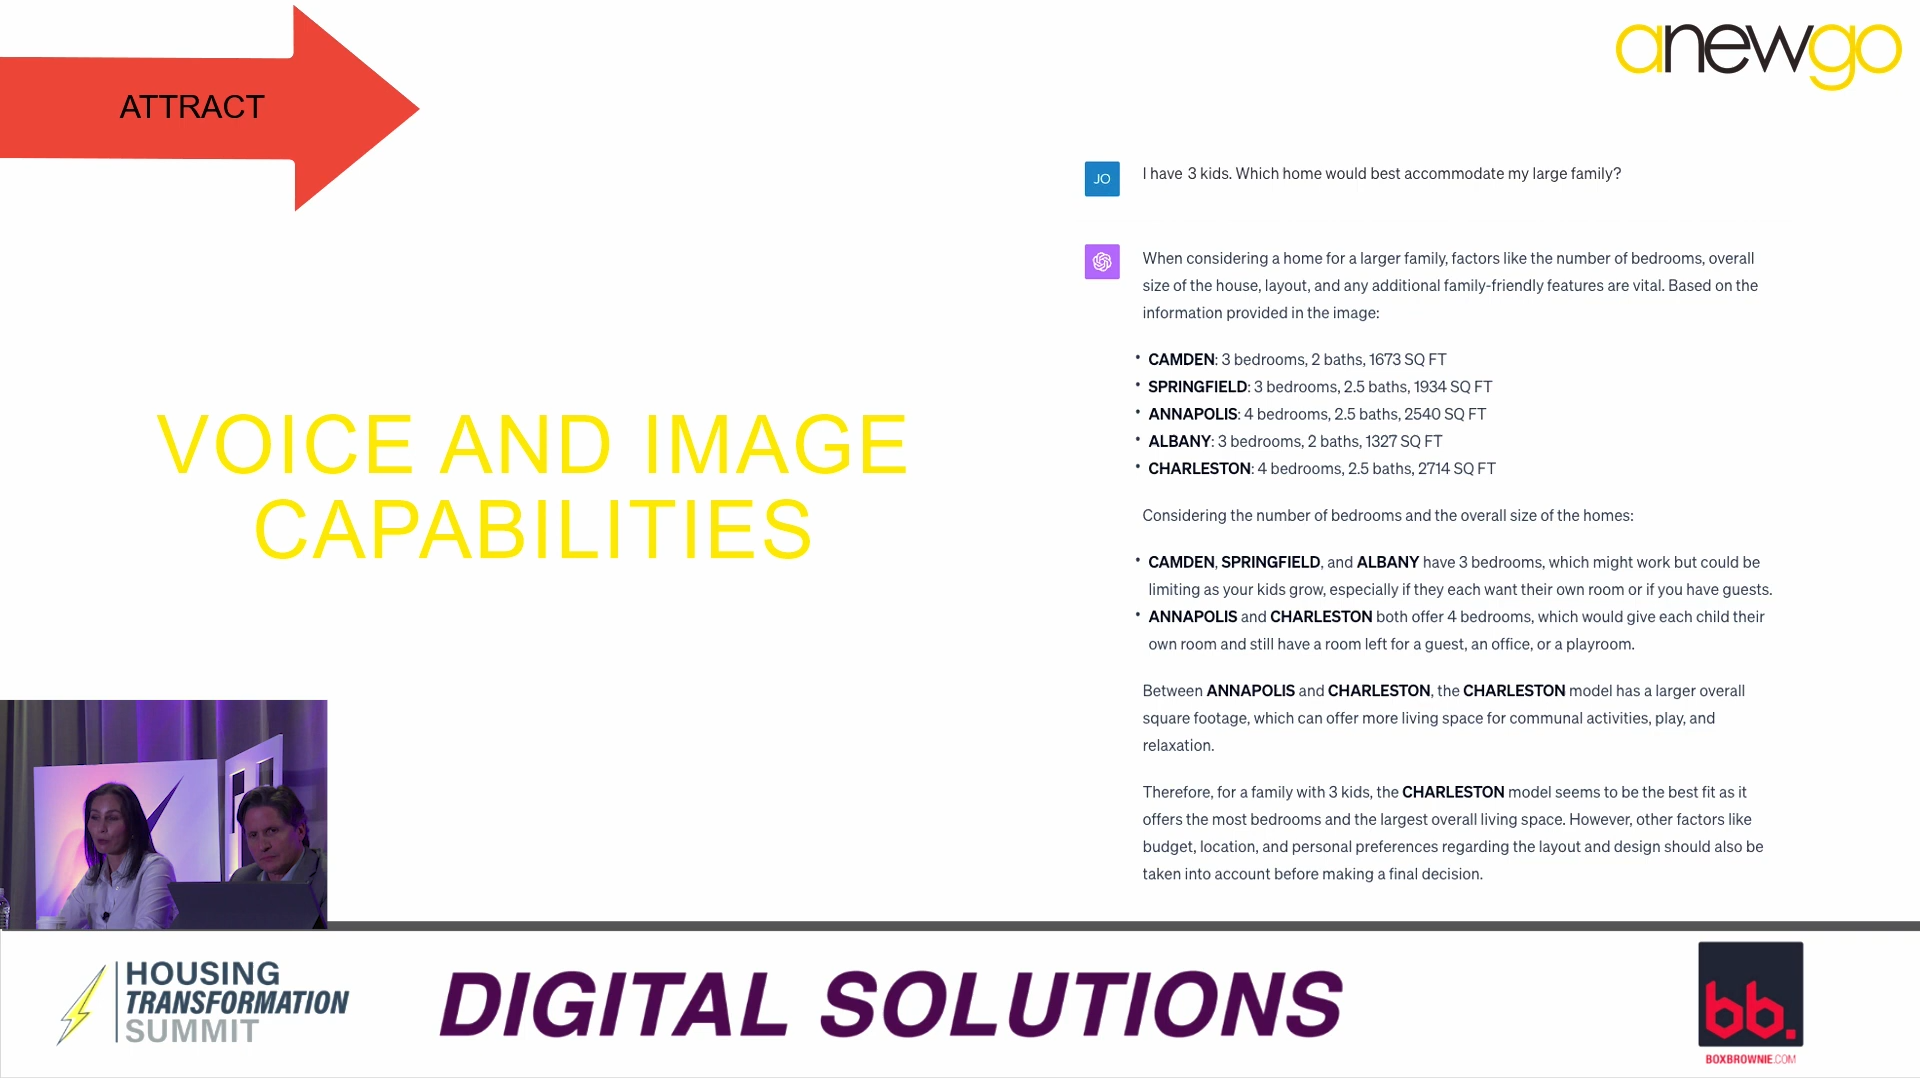 ATTRACT
anewgo
JO
I have 3 kids. Which home would best accommodate my large family?
When considering a home for a larger family, factors like the number of bedrooms, overall
size of the house, layout, and any additional family-friendly features are vital. Based on the
information provided in the image:
• CAMDEN: 3 bedrooms, 2 baths, 1673 SQ FT
• SPRINGFIELD: 3 bedrooms, 2.5 baths, 1934 SQ FT
• ANNAPOLIS: 4 bedrooms, 2.5 baths, 2540 SQ FT
• ALBANY: 3 bedrooms, 2 baths, 1327 SQ FT
• CHARLESTON: 4 bedrooms, 2.5 baths, 2714 SQ FT
Considering the number of bedrooms and the overall size of the homes:
• CAMDEN, SPRINGFIELD, and ALBANY have 3 bedrooms, which might work but could be
limiting as your kids grow, especially if they each want their own room or if you have guests.
• ANNAPOLIS and CHARLESTON both offer 4 bedrooms, which would give each child their
own room and still have a room left for a guest, an office, or a playroom.
Between ANNAPOLIS and CHARLESTON, the CHARLESTON model has a larger overall
square footage, which can offer more living space for communal activities, play, and
relaxation.
Therefore, for a family with 3 kids, the CHARLESTON model seems to be the best fit as it
offers the most bedrooms and the largest overall living space. However, other factors like
budget, location, and personal preferences regarding the layout and design should also be
taken into account before making a final decision.
VOICE AND IMAGE
CAPABILITIES
HOUSING
TRANSFORMATION
SUMMIT
DIGITAL SOLUTIONS
bb.
BOXBROWNIE.COM